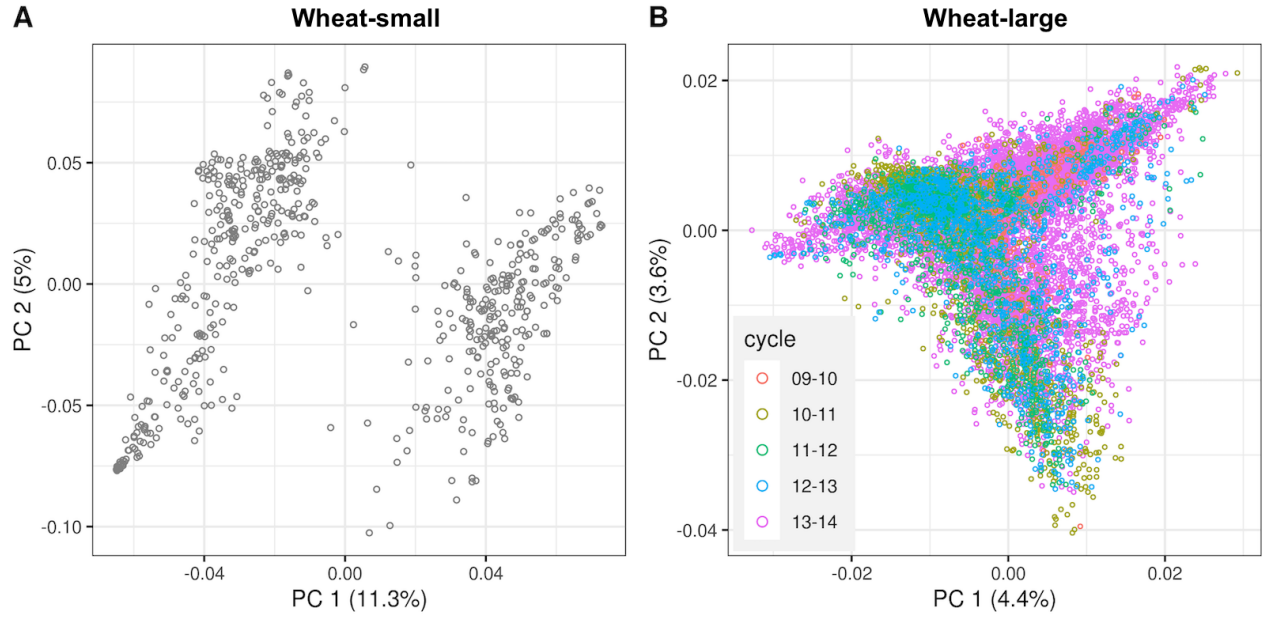 A
Wheat-small
0.05
0.00
-0.05
-0.10
PC 2 (5%)
-0.04
0.00
0.04
PC 1 (11.3%)
B
Wheat-large
0.02
0.00
-0.02
-0.04
PC 2 (3.6%)
cycle
09-10
10-11
11-12
12-13
13-14
-0.02
0.00
0.02
PC 1 (4.4%)